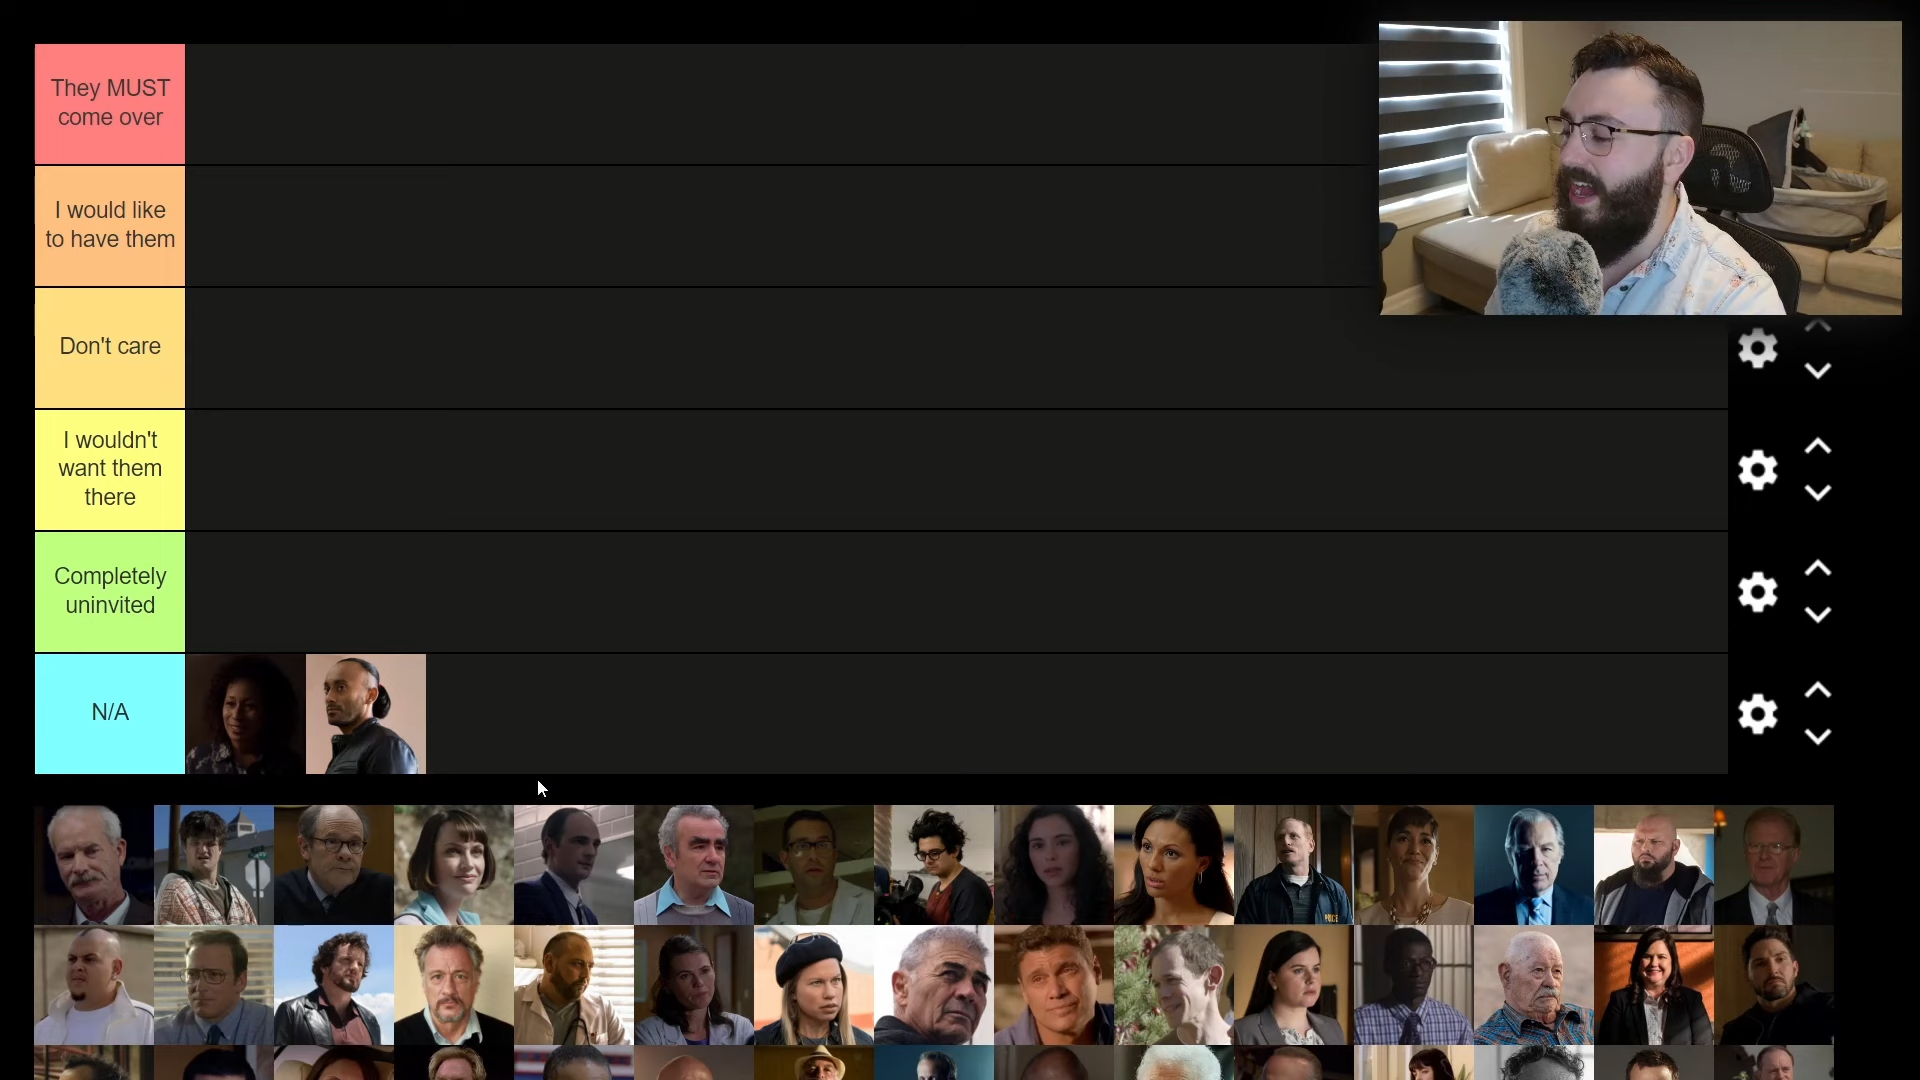 They MUST
come over
I would like
to have them
Don't care
I wouldn't
want them
there
Completely
uninvited
N/A